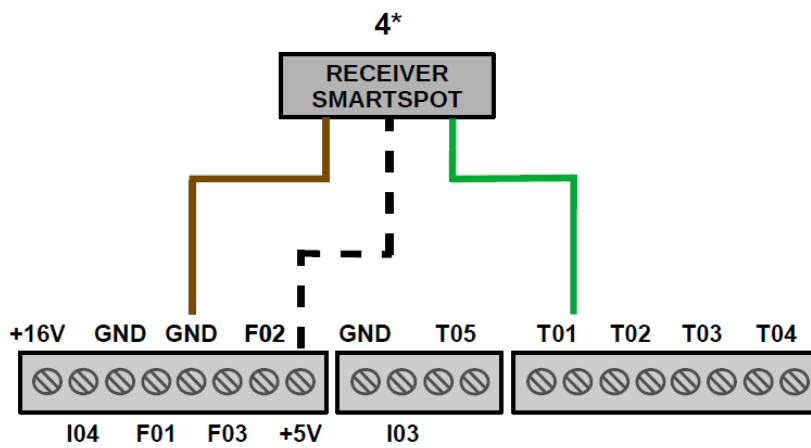 4*
RECEIVER
SMARTSPOT
+16V GND GND F02 GND T05 T01 T02 T03 T04
I04 F01 F03 +5V I03